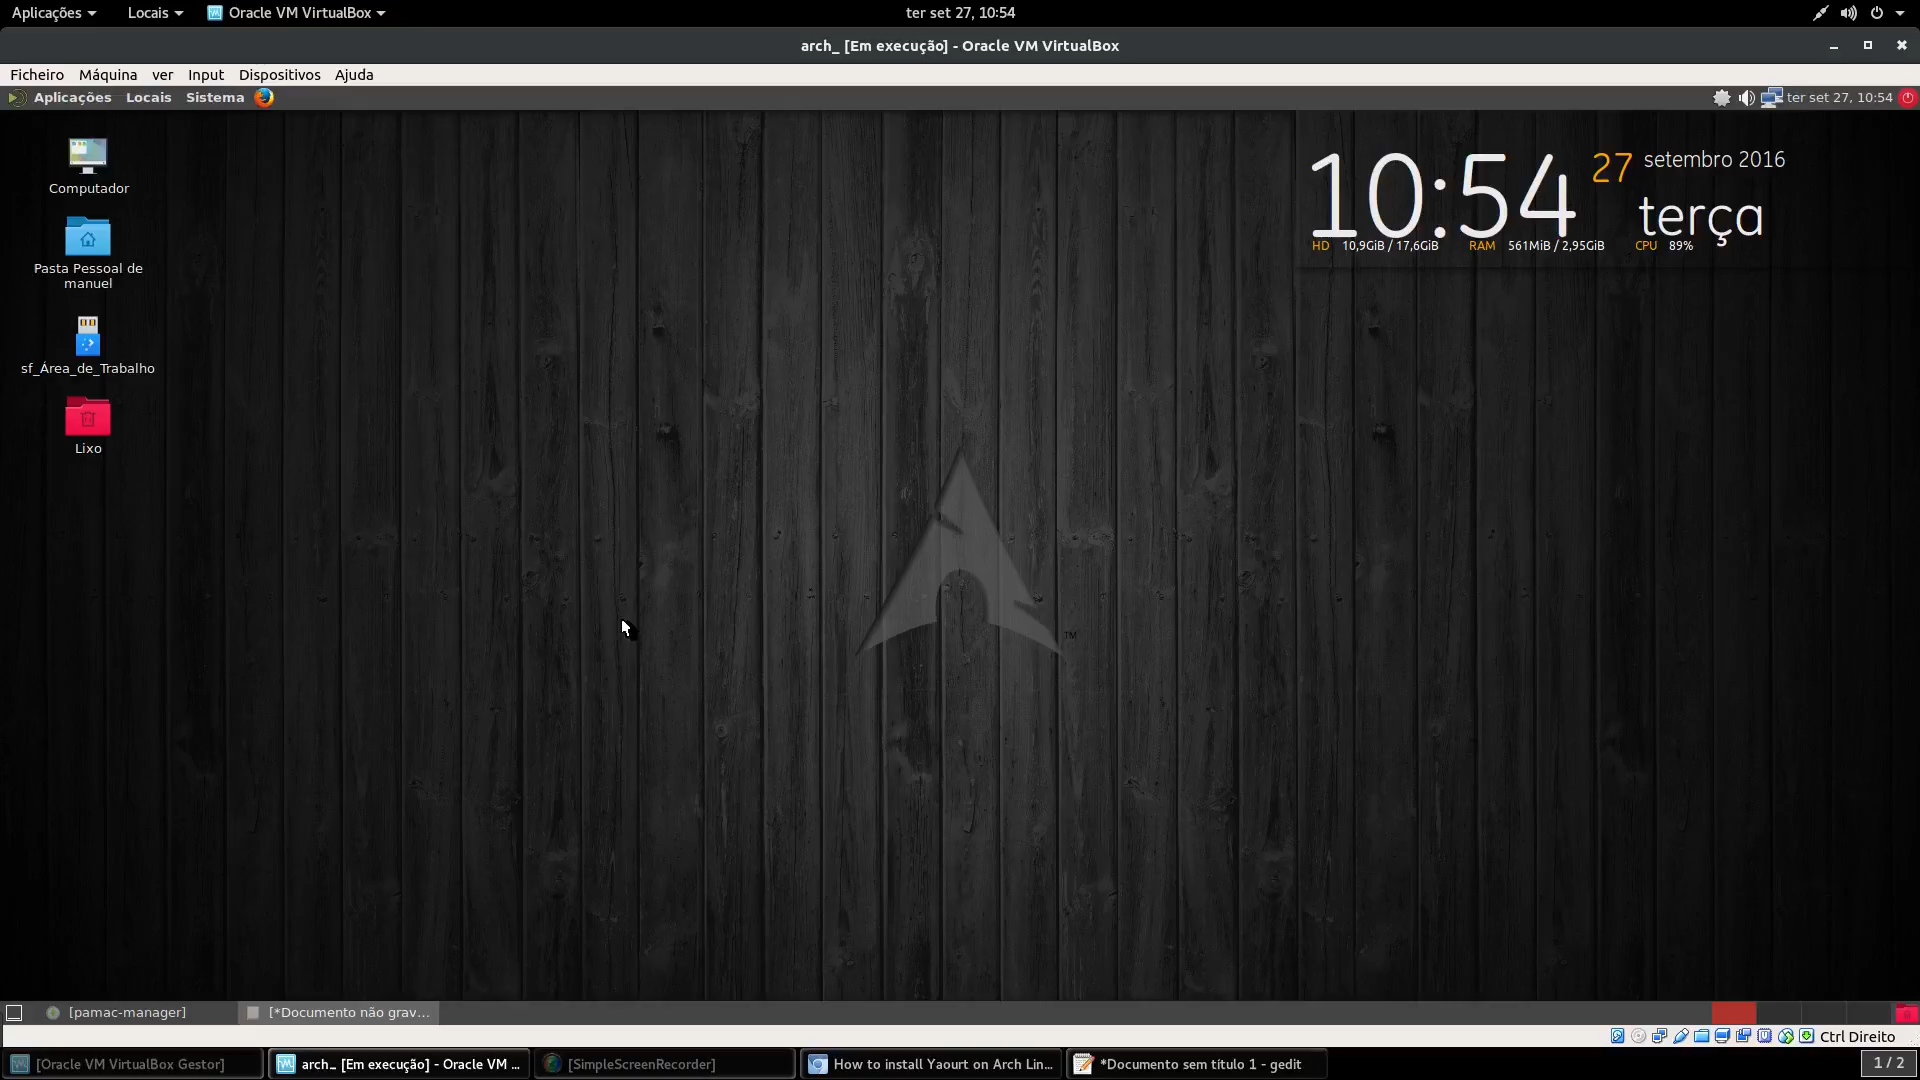 Aplicações Locais Oracle VM VirtualBox ter set 27, 10:54
arch_ [Em execução] - Oracle VM VirtualBox
Ficheiro Máquina ver Input Dispositivos Ajuda
Aplicações Locais Sistema ter set 27, 10:54
Computador
Pasta Pessoal de
manuel
sf_Área_de_Trabalho
Lixo
10:54 27 setembro 2016
terça
HD 10,9GiB / 17,6GiB RAM 561MiB / 2,95GiB CPU 89%
TM
[pamac-manager] [*Documento não grav...
Ctrl Direito
[Oracle VM VirtualBox Gestor] arch_ [Em execução] - Oracle VM ... [SimpleScreenRecorder] How to install Yaourt on Arch Lin... *Documento sem título 1 - gedit 1 / 2